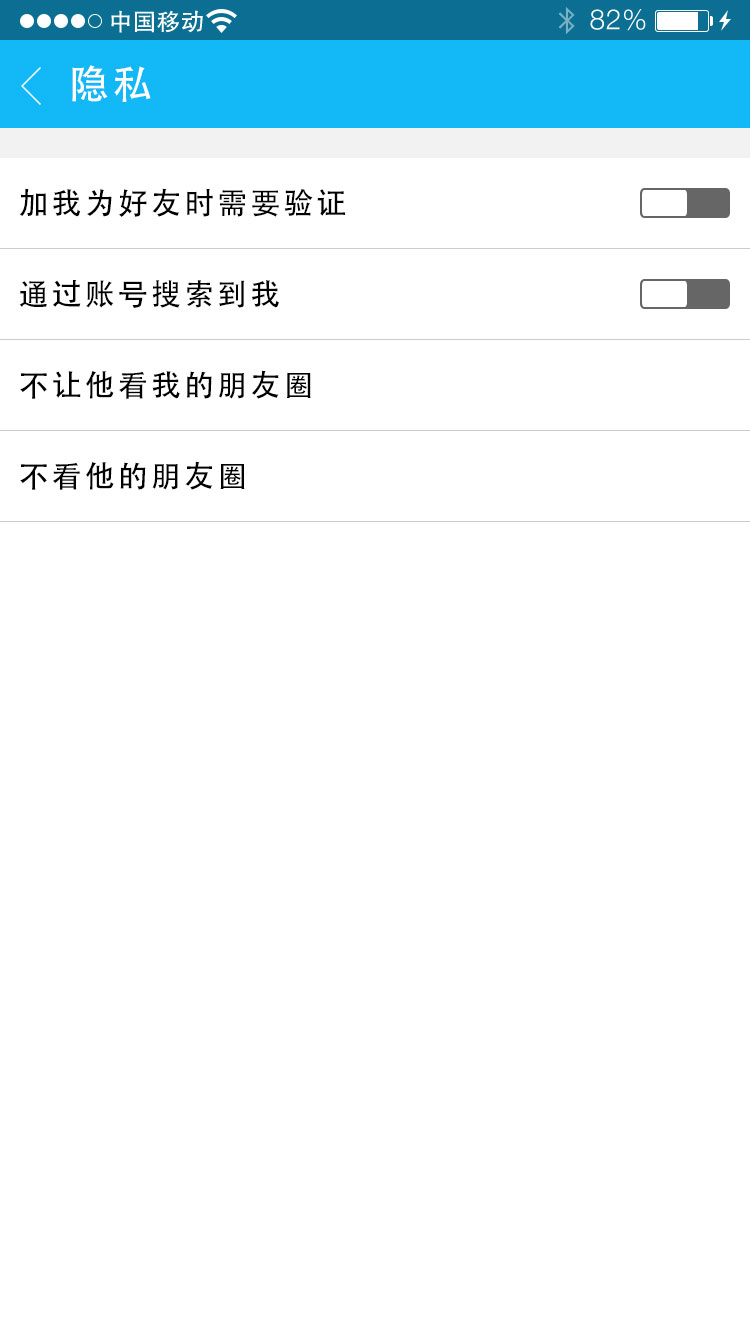 中国移动 82%
隐私
加我为好友时需要验证
通过账号搜索到我
不让他看我的朋友圈
不看他的朋友圈